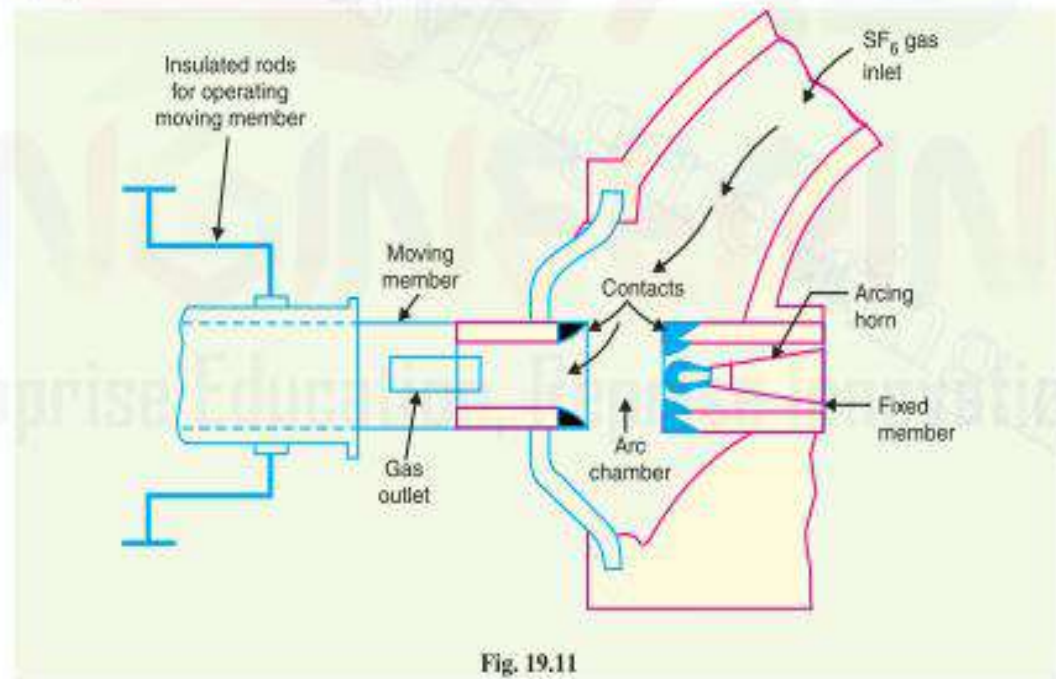 Insulated rods
for operating
moving member
SF₆ gas
inlet
Moving
member
Contacts
Arcing
horn
Gas
outlet
Arc
chamber
Fixed
member
Fig. 19.11